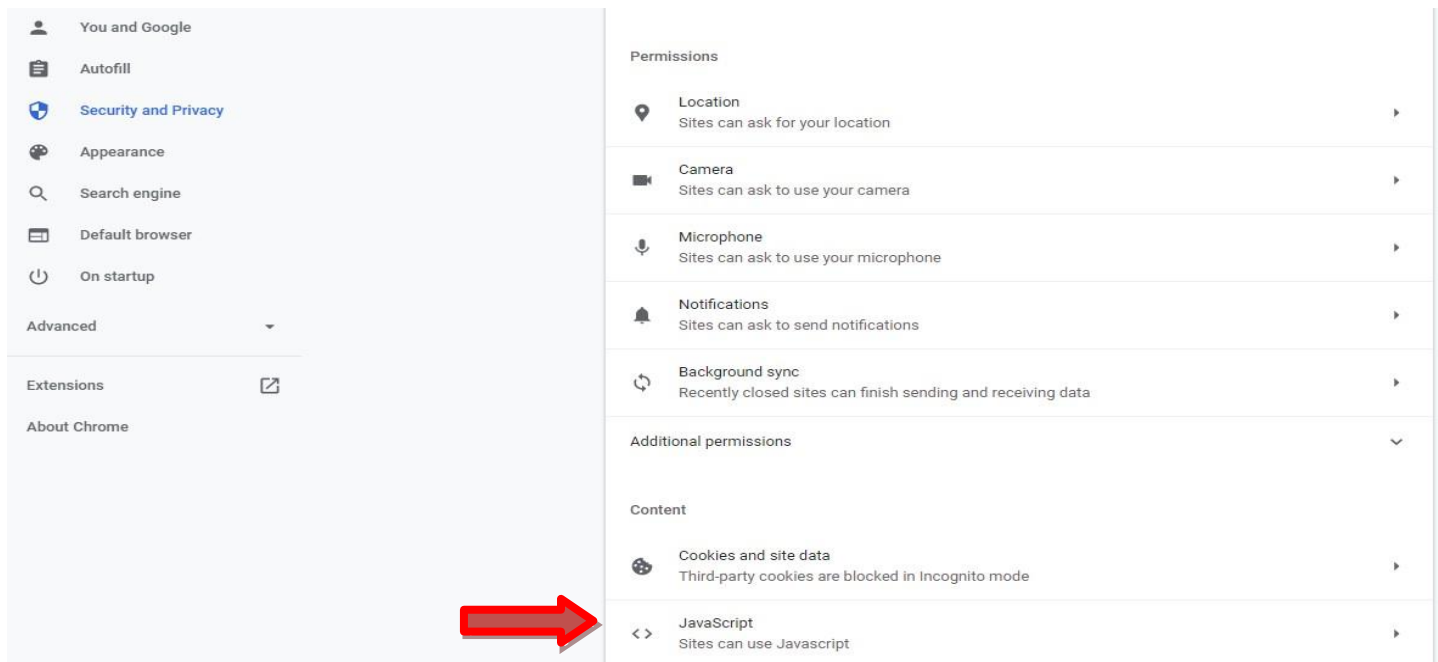 You and Google
Autofill
Security and Privacy
Appearance
Search engine
Default browser
On startup
Advanced
Extensions
About Chrome
Permissions
Location
Sites can ask for your location
Camera
Sites can ask to use your camera
Microphone
Sites can ask to use your microphone
Notifications
Sites can ask to send notifications
Background sync
Recently closed sites can finish sending and receiving data
Additional permissions
Content
Cookies and site data
Third-party cookies are blocked in Incognito mode
JavaScript
Sites can use Javascript